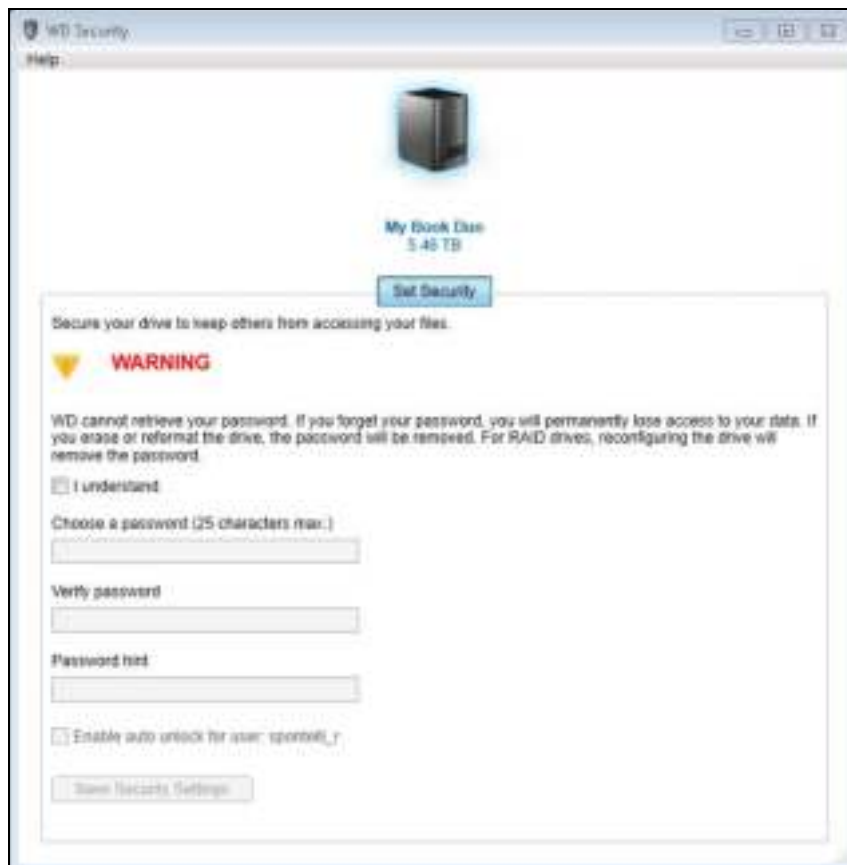 WD Security
Help
My Book Duo
5.46 TB
Set Security
Secure your drive to keep others from accessing your files.
WARNING
WD cannot retrieve your password. If you forget your password, you will permanently lose access to your data. If
you erase or reformat the drive, the password will be removed. For RAID drives, reconfiguring the drive will
remove the password.
I understand
Choose a password (25 characters max.)
Verify password
Password hint
Enable auto unlock for user:
Save Security Settings